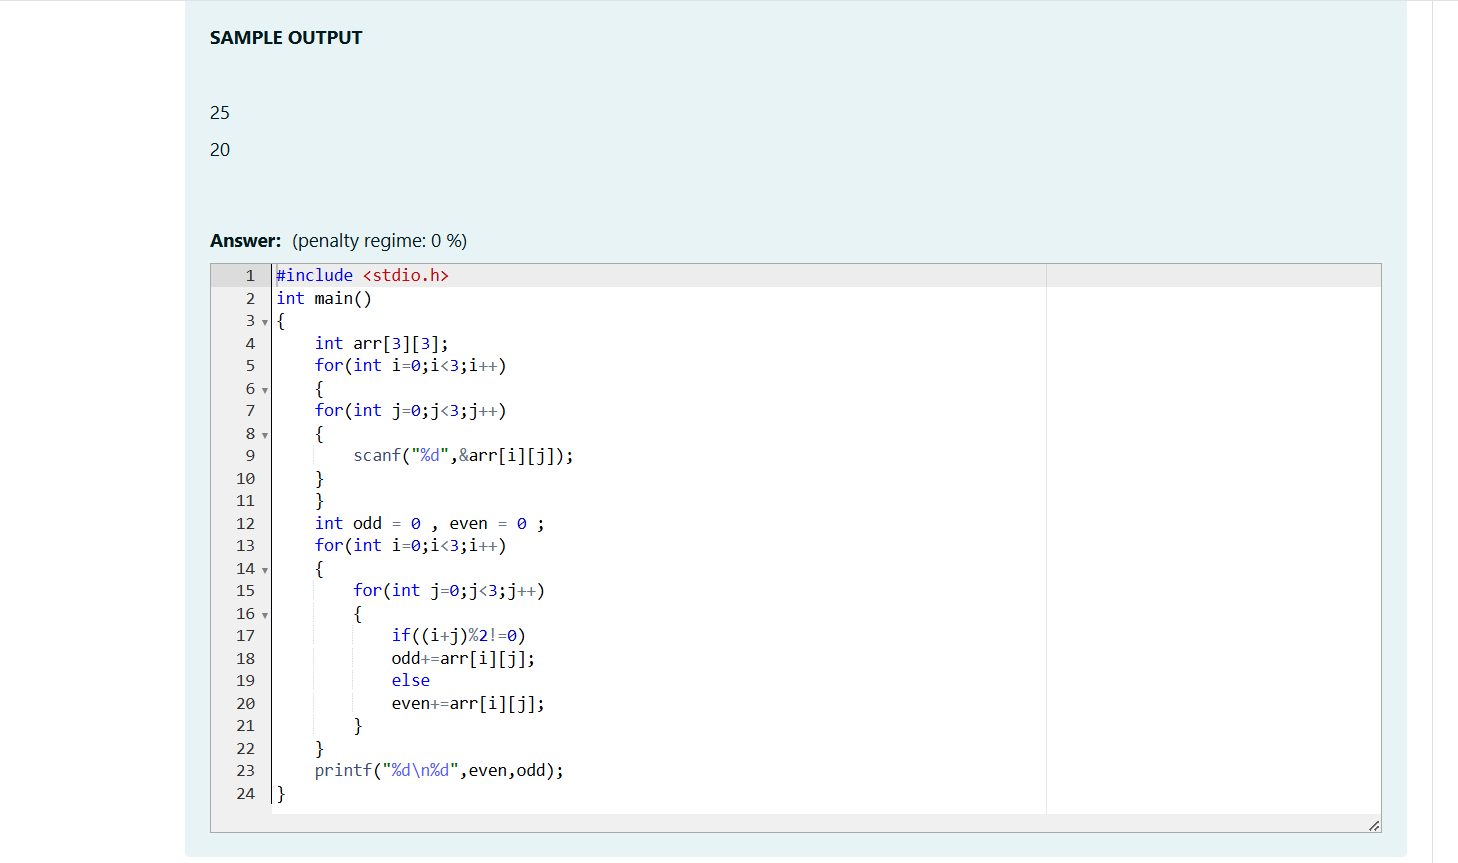 SAMPLE OUTPUT
25
20
Answer: (penalty regime: 0 %)
1 #include <stdio.h>
2 int main()
3 {
4     int arr[3][3];
5     for(int i=0;i<3;i++)
6     {
7     for(int j=0;j<3;j++)
8     {
9         scanf("%d",&arr[i][j]);
10     }
11     }
12     int odd = 0 , even = 0 ;
13     for(int i=0;i<3;i++)
14     {
15         for(int j=0;j<3;j++)
16         {
17             if((i+j)%2!=0)
18             odd+=arr[i][j];
19             else
20             even+=arr[i][j];
21         }
22     }
23     printf("%d\n%d",even,odd);
24 }